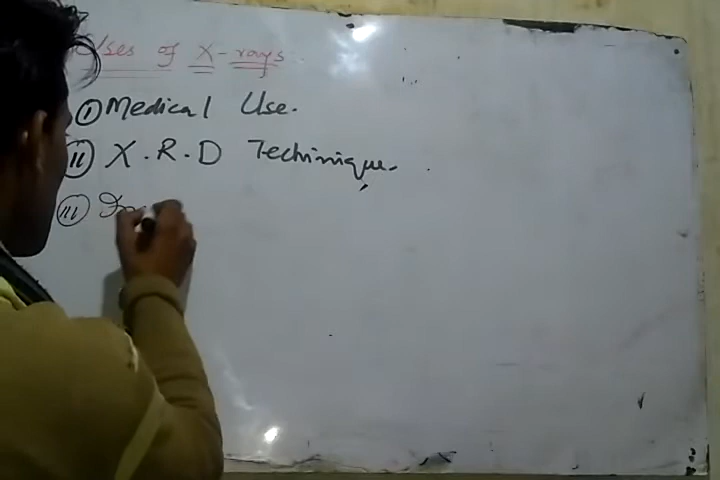 Uses of X-rays
(i) Medical Use.
(ii) X.R.D Techinique.
(iii)